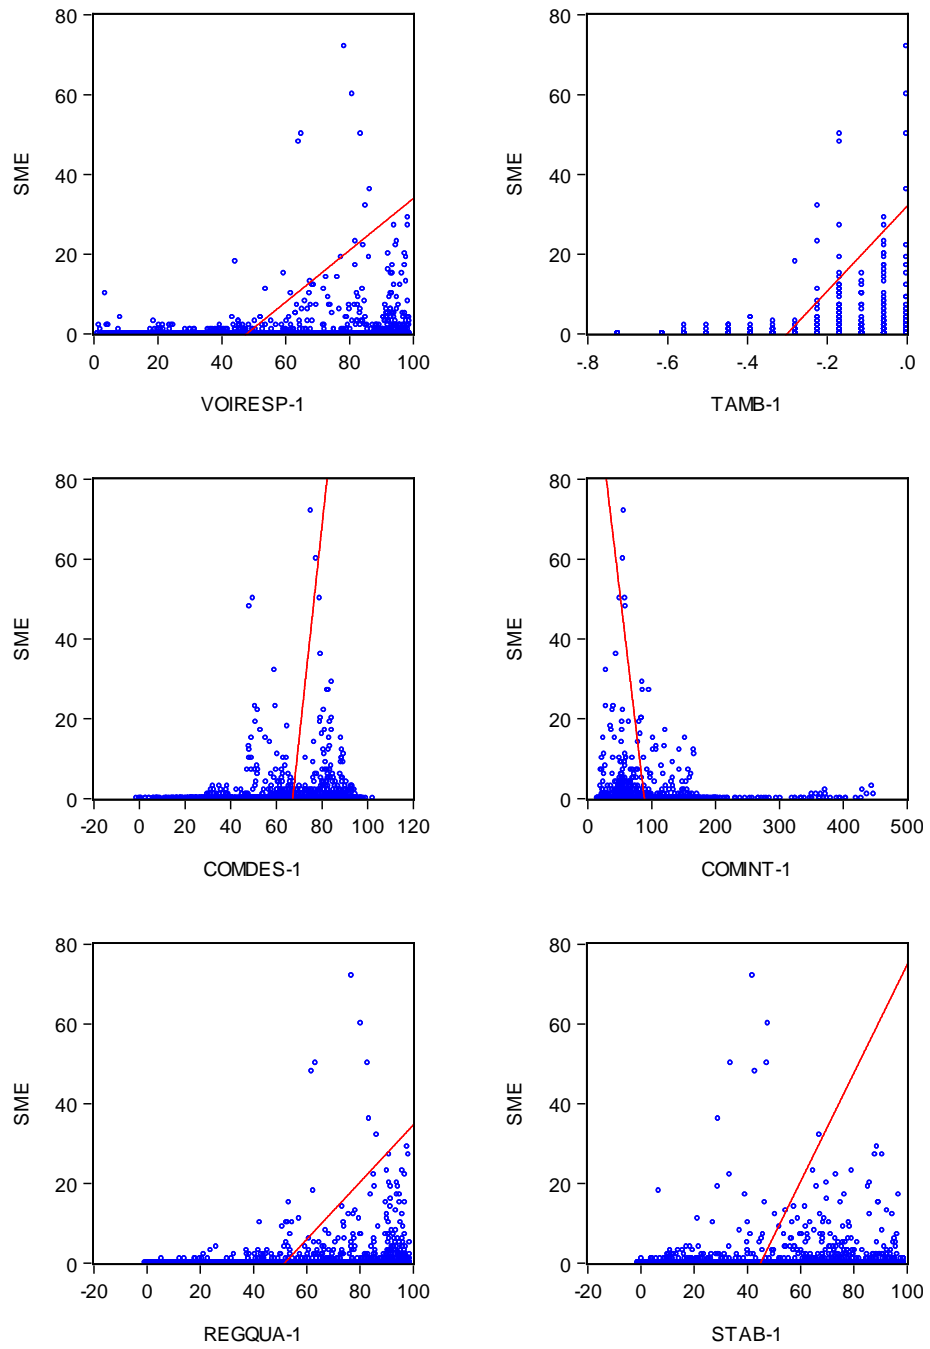 80
60
40
20
0
SME
0 20 40 60 80 100
VOIRESP-1
80
60
40
20
0
SME
-.8 -.6 -.4 -.2 .0
TAMB-1
80
60
40
20
0
SME
-20 0 20 40 60 80 100 120
COMDES-1
80
60
40
20
0
SME
0 100 200 300 400 500
COMINT-1
80
60
40
20
0
SME
-20 0 20 40 60 80 100
REGQUA-1
80
60
40
20
0
SME
-20 0 20 40 60 80 100
STAB-1